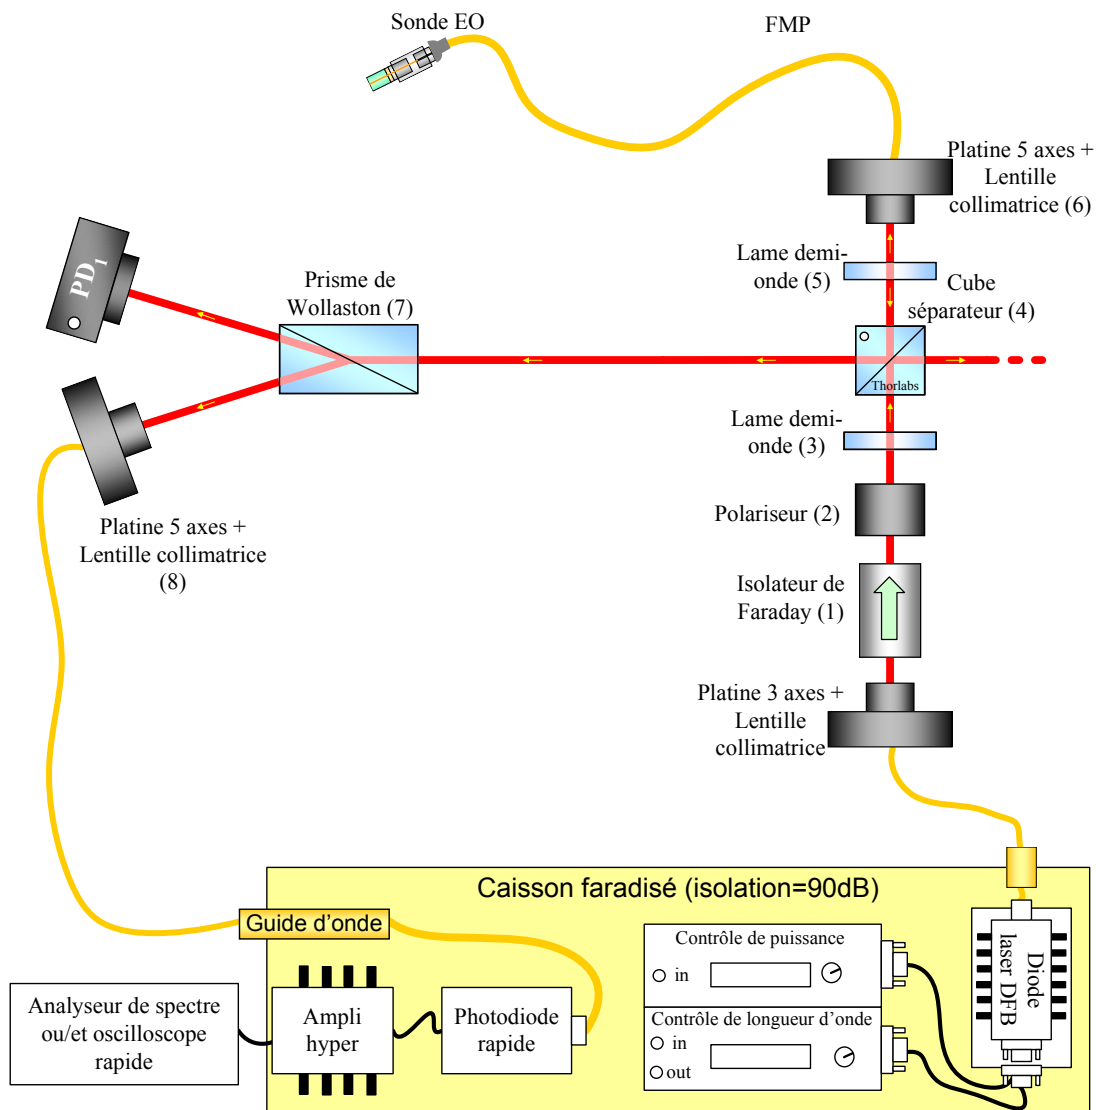 Sonde EO
FMP
Platine 5 axes +
Lentille
collimatrice (6)
Lame demi-
onde (5)
Cube
séparateur (4)
Prisme de
Wollaston (7)
PD1
Thorlabs
Lame demi-
onde (3)
Polariseur (2)
Platine 5 axes +
Lentille collimatrice
(8)
Isolateur de
Faraday (1)
Platine 3 axes +
Lentille
collimatrice
Caisson faradisé (isolation=90dB)
Guide d’onde
Contrôle de puissance
in
Diode
laser DFB
Analyseur de spectre
ou/et oscilloscope
rapide
Ampli
hyper
Photodiode
rapide
Contrôle de longueur d’onde
in
out